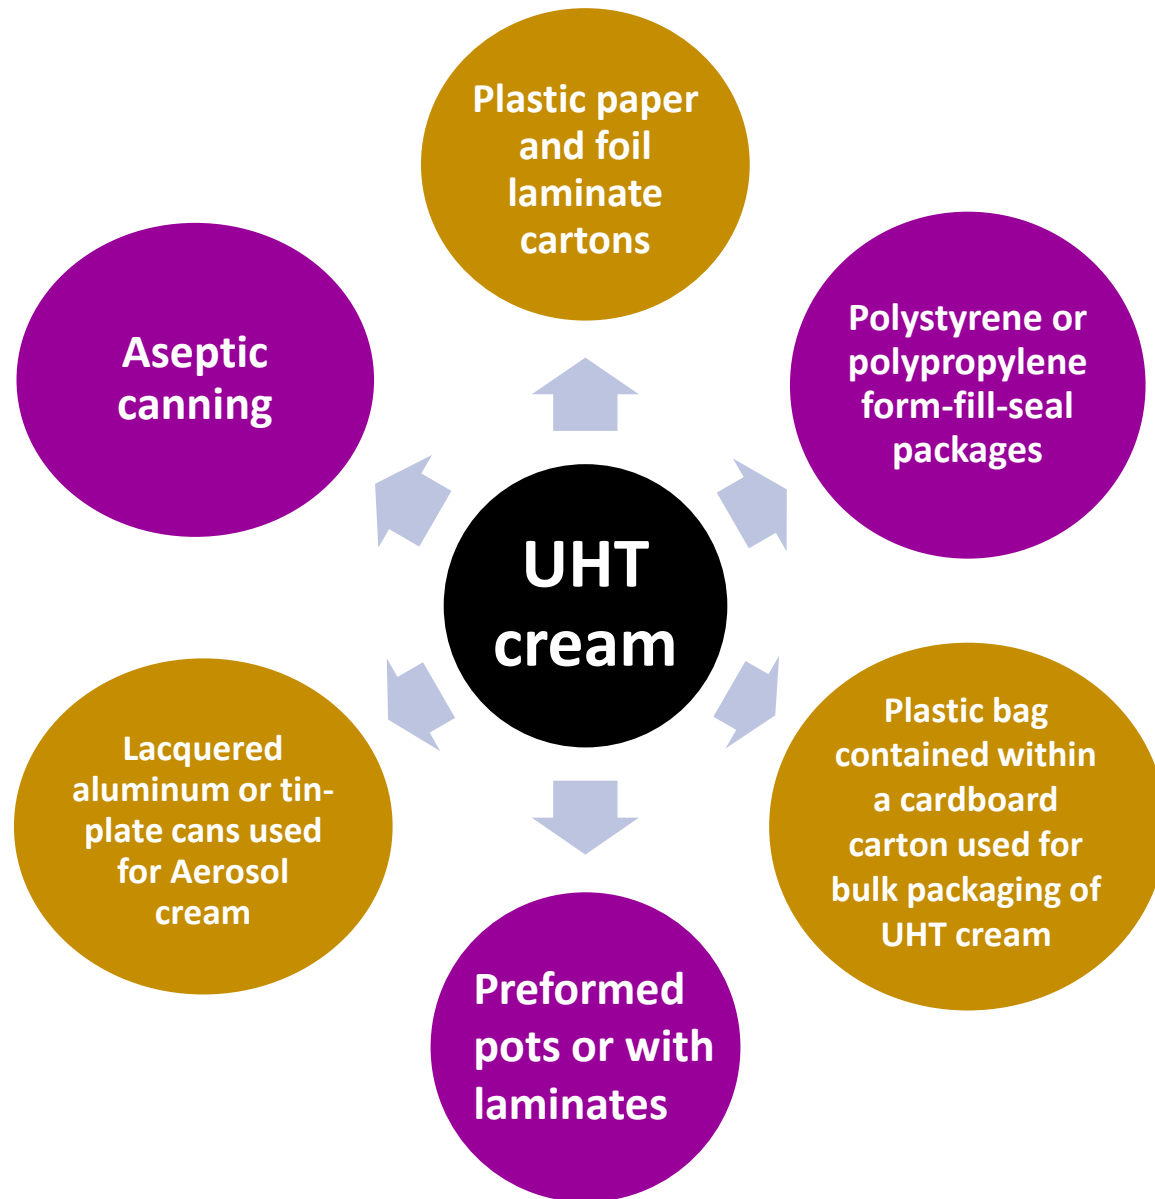 Plastic paper
and foil
laminate
cartons
Polystyrene or
polypropylene
form-fill-seal
packages
Plastic bag
contained within
a cardboard
carton used for
bulk packaging of
UHT cream
Preformed
pots or with
laminates
Lacquered
aluminum or tin-
plate cans used
for Aerosol
cream
Aseptic
canning
UHT
cream